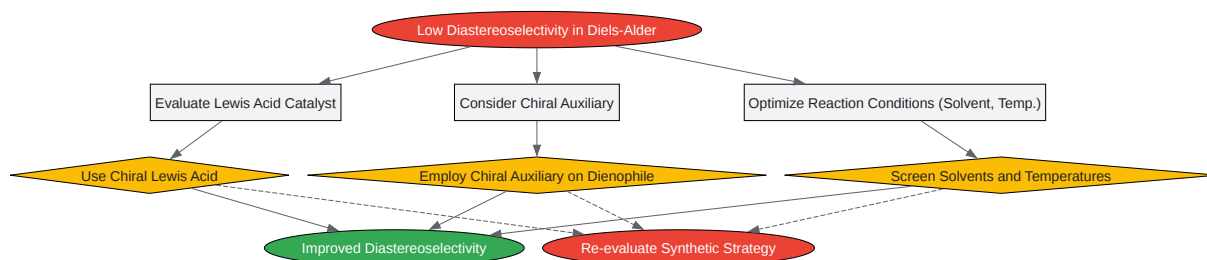 Low Diastereoselectivity in Diels-Alder
Evaluate Lewis Acid Catalyst
Consider Chiral Auxiliary
Optimize Reaction Conditions (Solvent, Temp.)
Use Chiral Lewis Acid
Employ Chiral Auxiliary on Dienophile
Screen Solvents and Temperatures
Improved Diastereoselectivity
Re-evaluate Synthetic Strategy